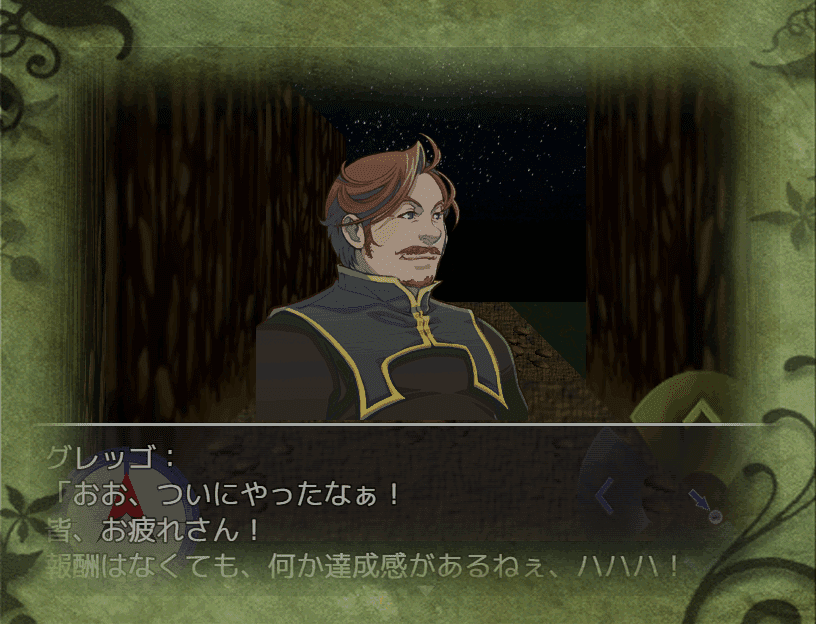 グレッゴ：
「おお、ついにやったなぁ！
皆、お疲れさん！
報酬はなくても、何か達成感があるねぇ、ハハハ！